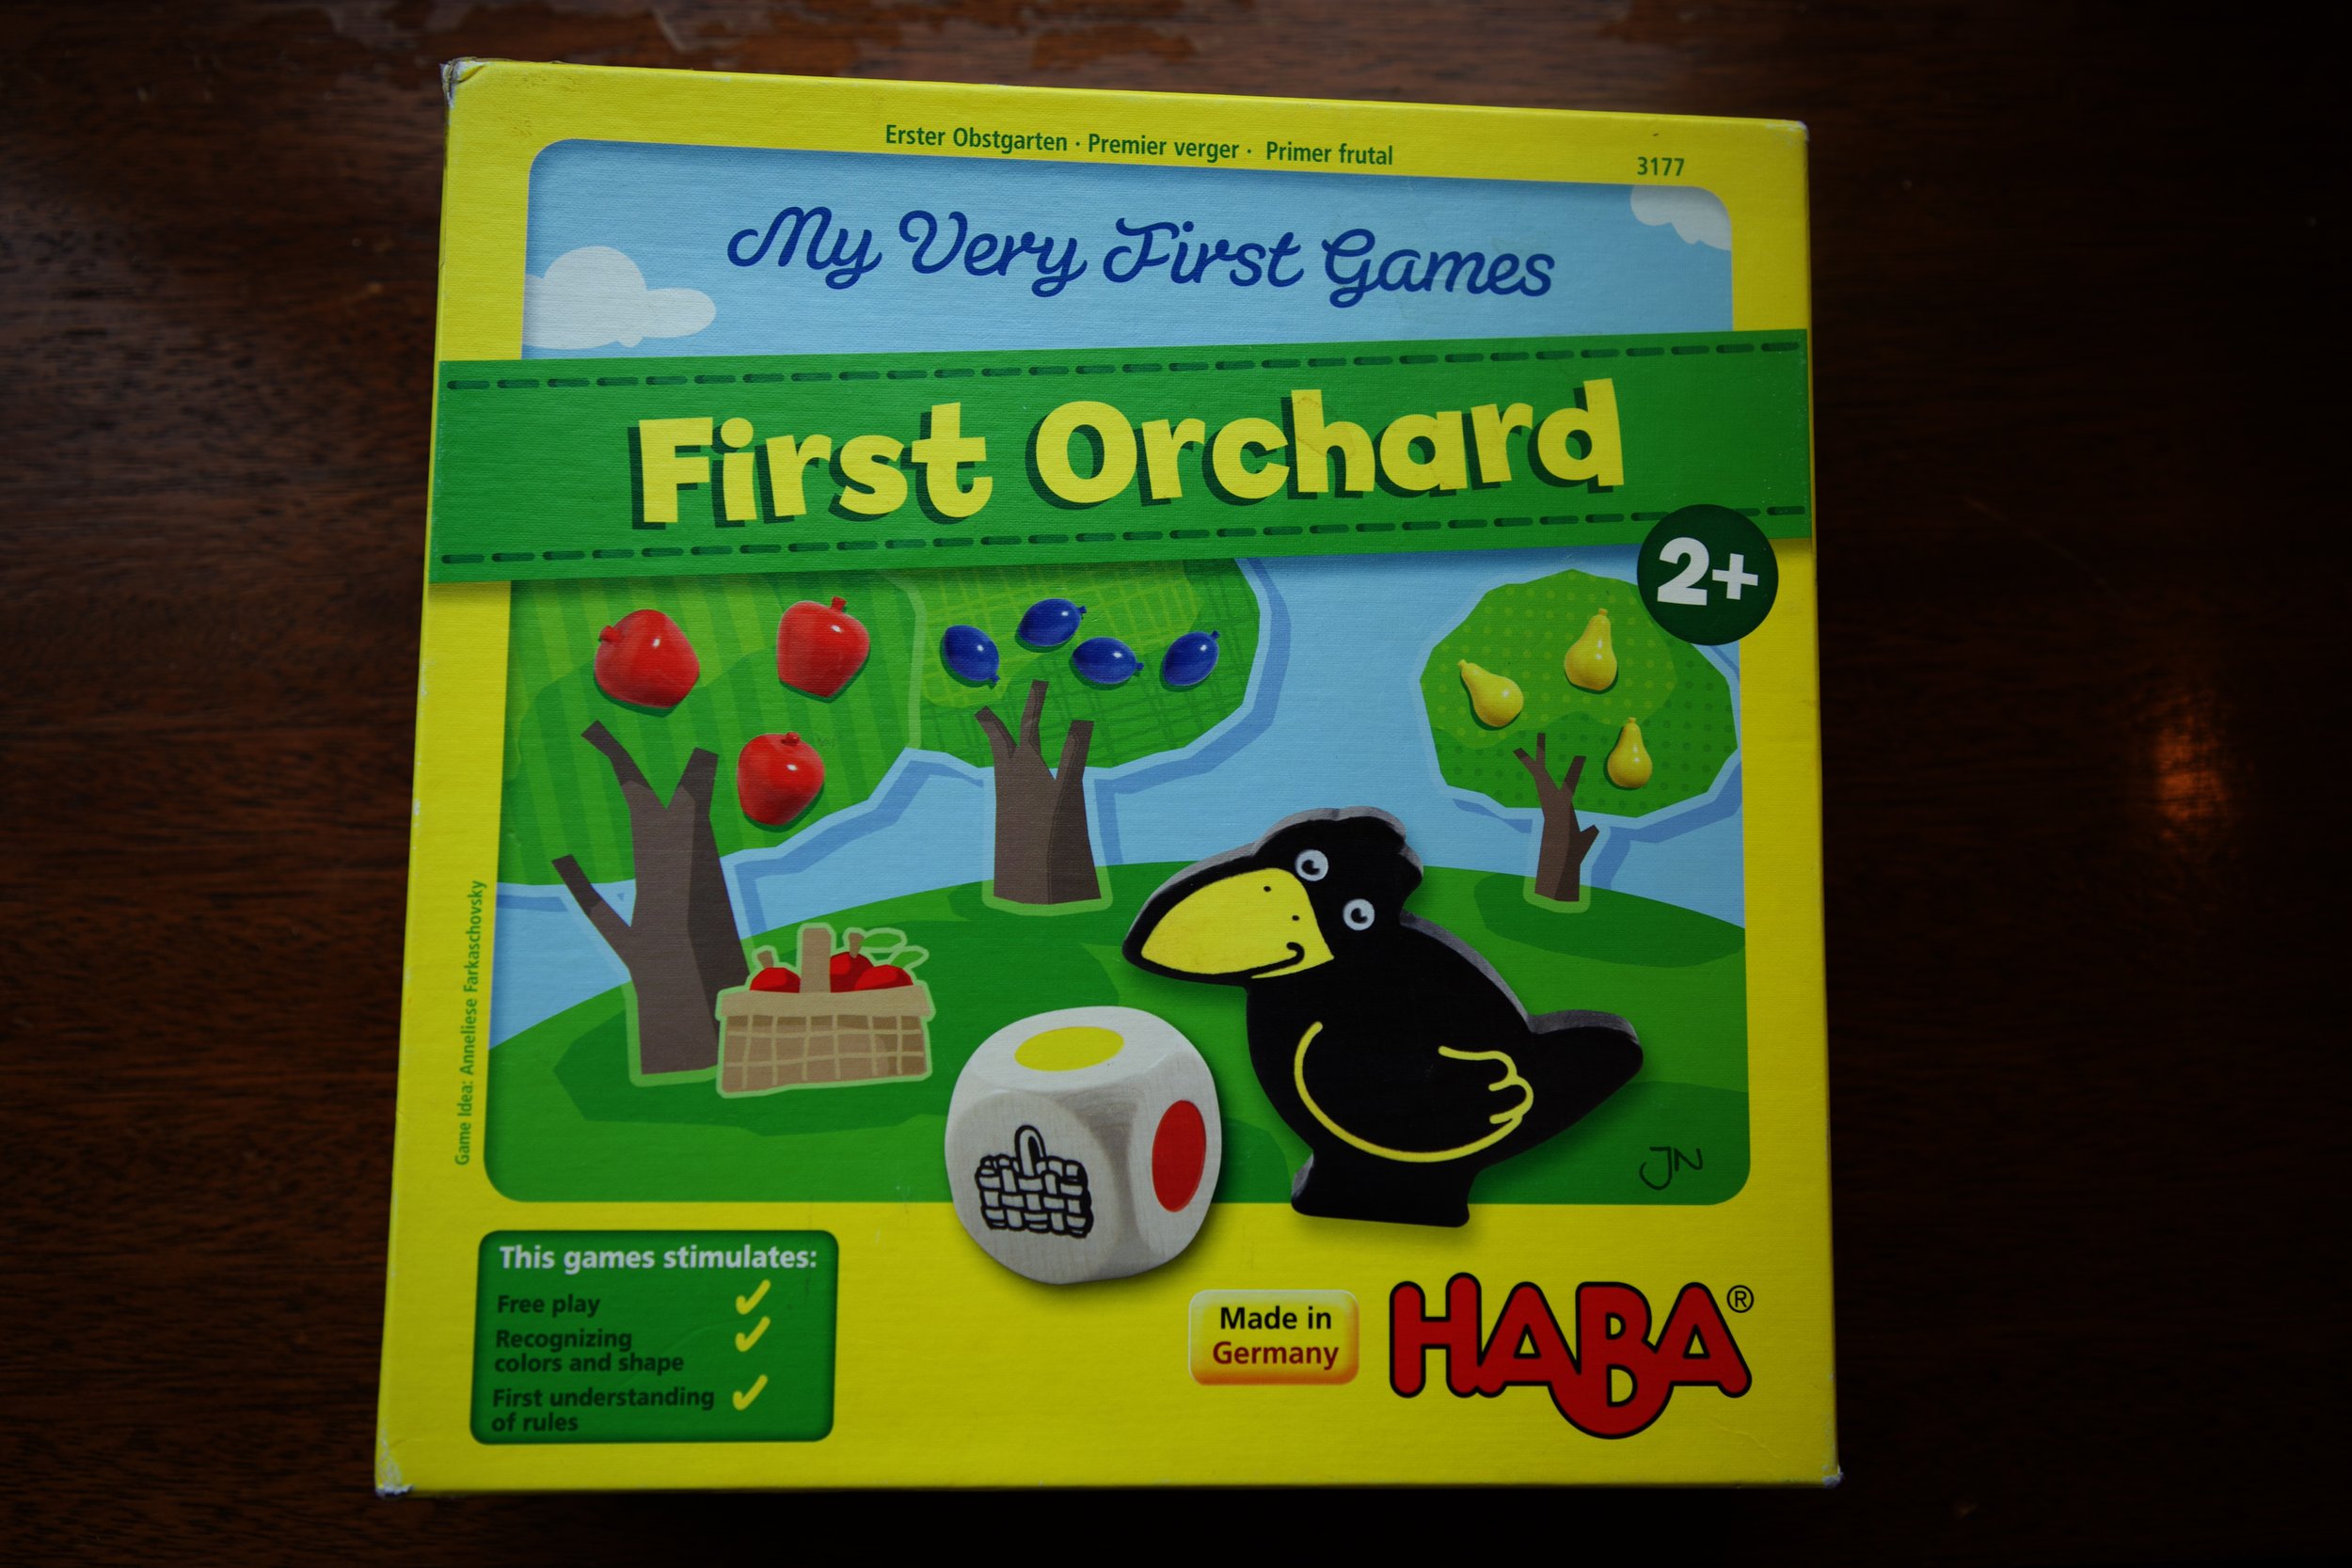 Erster Obstgarten · Premier verger · Primer frutal
3177
My Very First Games
First Orchard
2+
Game Idea: Anneliese Farkaschovsky
JN
This games stimulates:
Free play
Recognizing
colors and shape
First understanding
of rules
Made in
Germany
HABA®